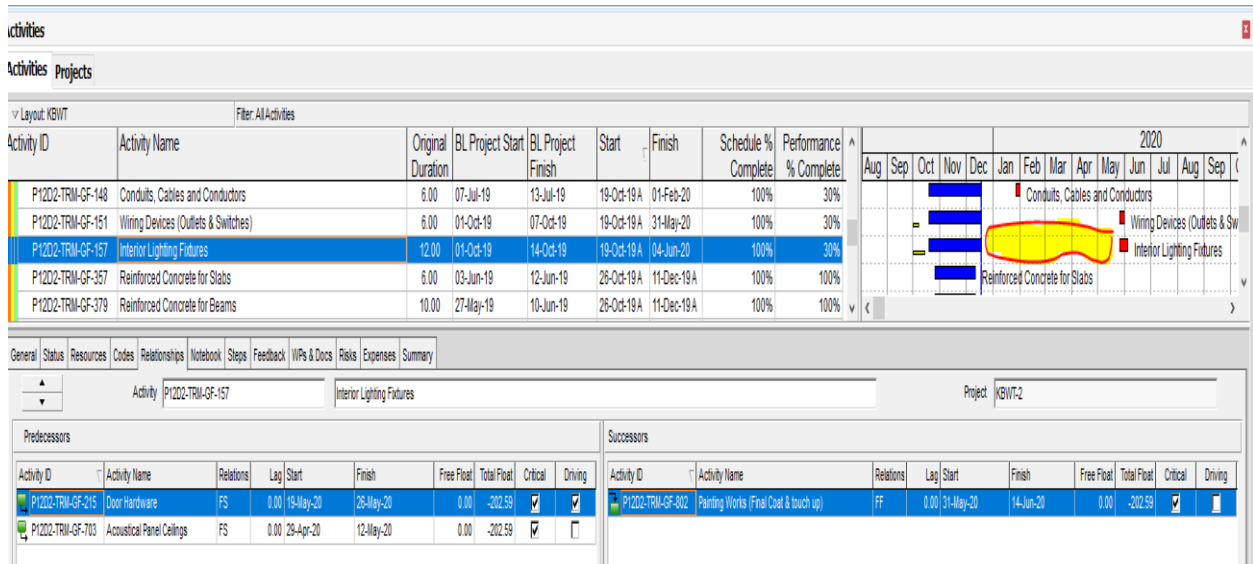 Activities
Activities Projects
Layout: KBWT Filter: All Activities
Activity ID Activity Name Original Duration BL Project Start BL Project Finish Start Finish Schedule % Complete Performance % Complete
2020
Aug Sep Oct Nov Dec Jan Feb Mar Apr May Jun Jul Aug Sep
P12D2-TRM-GF-148 Conduits, Cables and Conductors 6.00 07-Jul-19 13-Jul-19 19-Oct-19 A 01-Feb-20 100% 30% Conduits, Cables and Conductors
P12D2-TRM-GF-151 Wiring Devices (Outlets & Switches) 6.00 01-Oct-19 07-Oct-19 19-Oct-19 A 31-May-20 100% 30% Wiring Devices (Outlets & Sw
P12D2-TRM-GF-157 Interior Lighting Fixtures 12.00 01-Oct-19 14-Oct-19 19-Oct-19 A 04-Jun-20 100% 30% Interior Lighting Fixtures
P12D2-TRM-GF-357 Reinforced Concrete for Slabs 6.00 03-Jun-19 12-Jun-19 26-Oct-19 A 11-Dec-19 A 100% 100% Reinforced Concrete for Slabs
P12D2-TRM-GF-379 Reinforced Concrete for Beams 10.00 27-May-19 10-Jun-19 26-Oct-19 A 11-Dec-19 A 100% 100%
General Status Resources Codes Relationships Notebook Steps Feedback WPs & Docs Risks Expenses Summary
Activity P12D2-TRM-GF-157 Interior Lighting Fixtures Project KBWT-2
Predecessors
Activity ID Activity Name Relations Lag Start Finish Free Float Total Float Critical Driving
P12D2-TRM-GF-215 Door Hardware FS 0.00 19-May-20 26-May-20 0.00 -202.59
P12D2-TRM-GF-703 Acoustical Panel Ceilings FS 0.00 29-Apr-20 12-May-20 0.00 -202.59
Successors
Activity ID Activity Name Relations Lag Start Finish Free Float Total Float Critical Driving
P12D2-TRM-GF-802 Painting Works (Final Coat & touch up) FF 0.00 31-May-20 14-Jun-20 0.00 -202.59